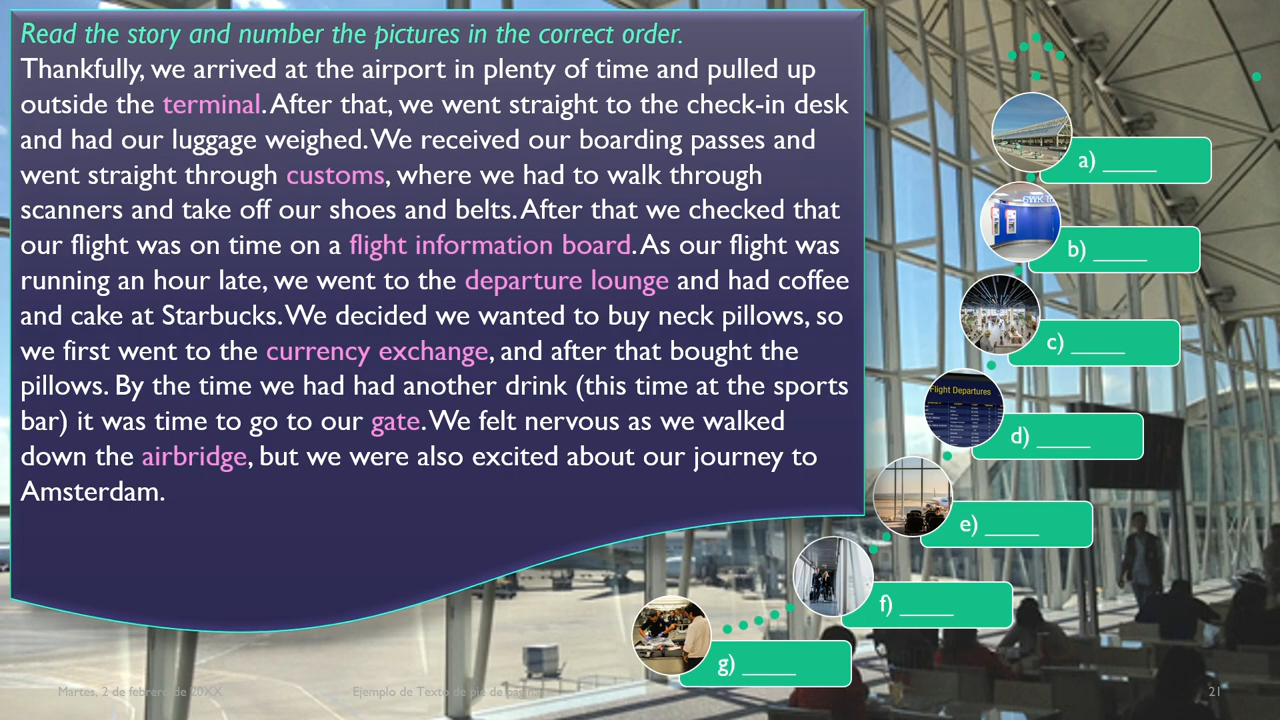 Read the story and number the pictures in the correct order.
Thankfully, we arrived at the airport in plenty of time and pulled up
outside the terminal. After that, we went straight to the check-in desk
and had our luggage weighed. We received our boarding passes and
went straight through customs, where we had to walk through
scanners and take off our shoes and belts. After that we checked that
our flight was on time on a flight information board. As our flight was
running an hour late, we went to the departure lounge and had coffee
and cake at Starbucks. We decided we wanted to buy neck pillows, so
we first went to the currency exchange, and after that bought the
pillows. By the time we had had another drink (this time at the sports
bar) it was time to go to our gate. We felt nervous as we walked
down the airbridge, but we were also excited about our journey to
Amsterdam.
a) _____
b) _____
c) _____
Flight Departures
d) _____
e) _____
f) _____
g) _____
Martes, 2 de febrero de 20XX
Ejemplo de Texto de pie de página
21